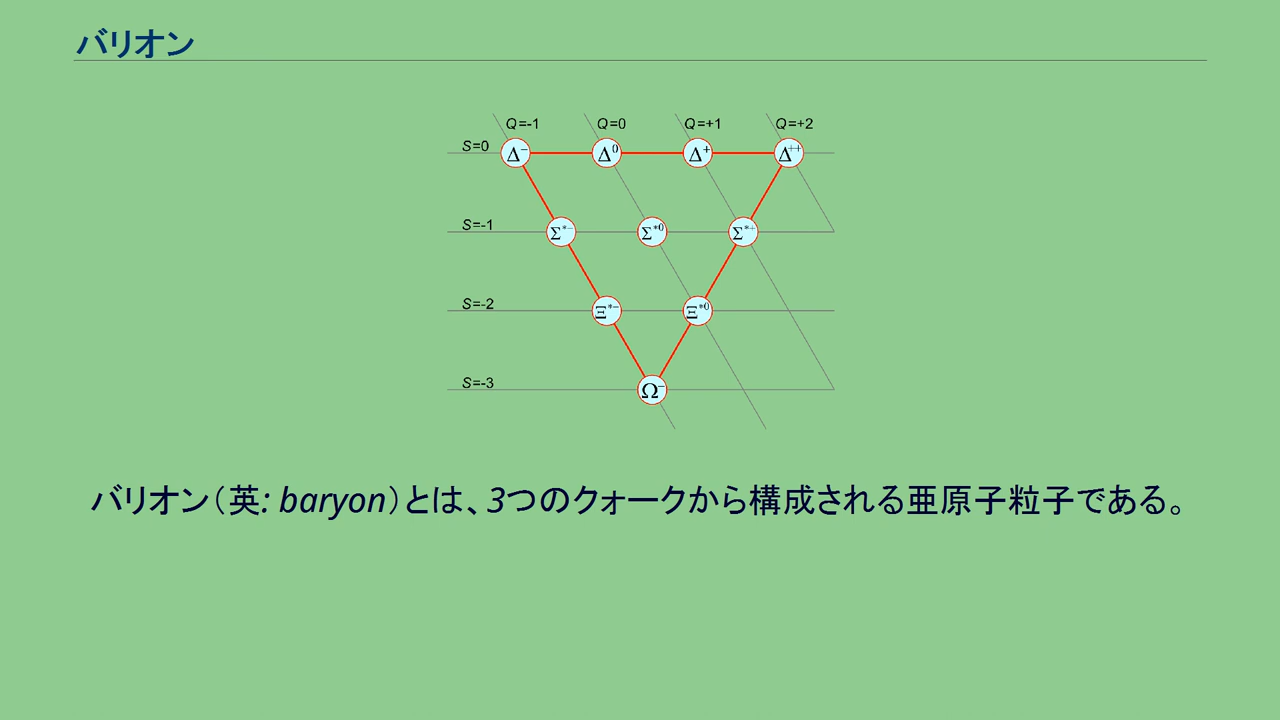 バリオン
Q=-1 Q=0 Q=+1 Q=+2
S=0 Δ⁻ Δ⁰ Δ⁺ Δ⁺⁺
S=-1 Σ*⁻ Σ*⁰ Σ*⁺
S=-2 Ξ*⁻ Ξ*⁰
S=-3 Ω⁻
バリオン（英: baryon）とは、3つのクォークから構成される亜原子粒子である。